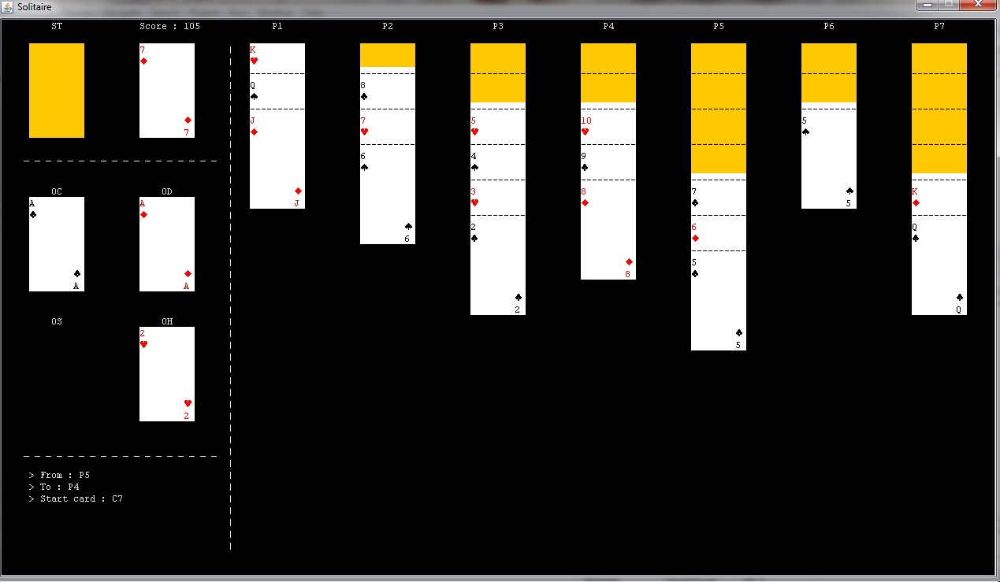 Solitaire
ST Score : 105 P1 P2 P3 P4 P5 P6 P7
7♦
♦7
K♥
Q♠
J♦
♦J
8♣
7♥
6♠
♠6
5♥
4♠
3♥
2♣
♣2
10♥
9♣
8♦
♦8
7♣
6♦
5♣
♣5
5♠
♠5
K♦
Q♣
♣Q
OC OD
A♣
♣A
A♦
♦A
OS OH
2♥
♥2
> From : P5
> To : P4
> Start card : C7